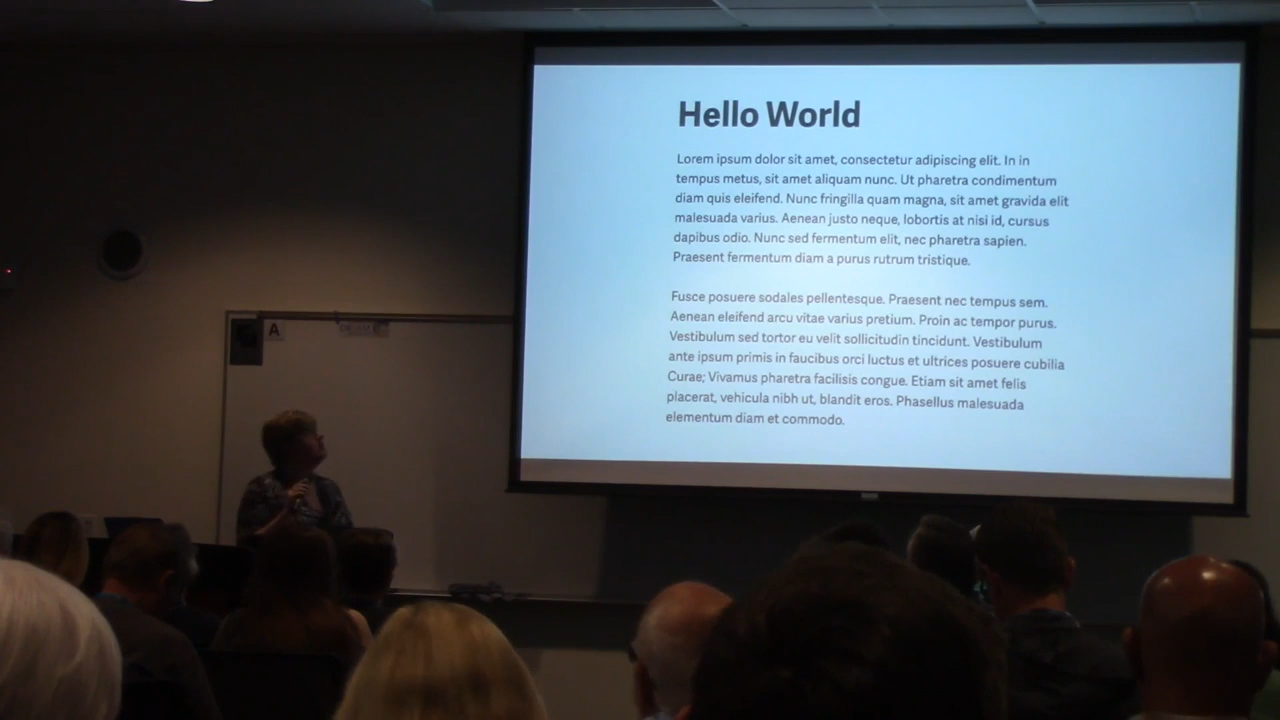 Hello World
Lorem ipsum dolor sit amet, consectetur adipiscing elit. In in
tempus metus, sit amet aliquam nunc. Ut pharetra condimentum
diam quis eleifend. Nunc fringilla quam magna, sit amet gravida elit
malesuada varius. Aenean justo neque, lobortis at nisi id, cursus
dapibus odio. Nunc sed fermentum elit, nec pharetra sapien.
Praesent fermentum diam a purus rutrum tristique.
Fusce posuere sodales pellentesque. Praesent nec tempus sem.
Aenean eleifend arcu vitae varius pretium. Proin ac tempor purus.
Vestibulum sed tortor eu velit sollicitudin tincidunt. Vestibulum
ante ipsum primis in faucibus orci luctus et ultrices posuere cubilia
Curae; Vivamus pharetra facilisis congue. Etiam sit amet felis
placerat, vehicula nibh ut, blandit eros. Phasellus malesuada
elementum diam et commodo.
A